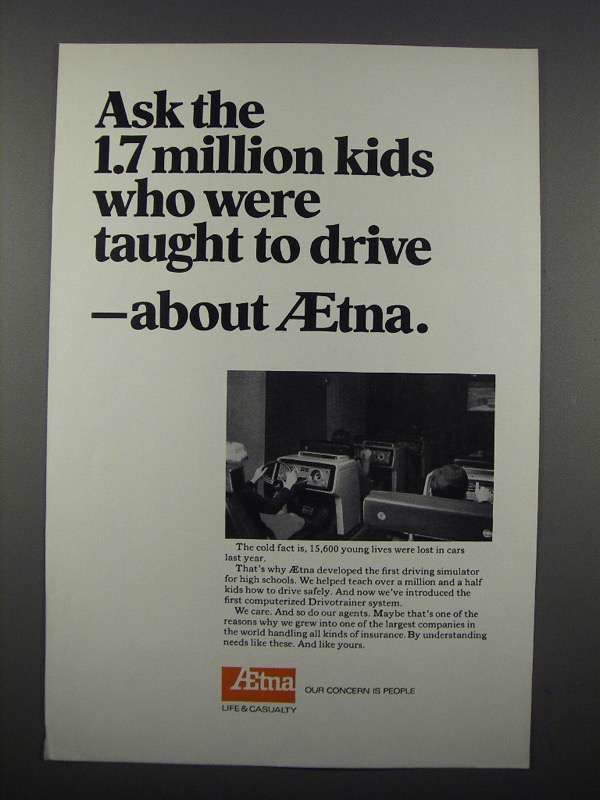 Ask the
1.7 million kids
who were
taught to drive
—about Ætna.
The cold fact is, 15,600 young lives were lost in cars
last year.
That's why Ætna developed the first driving simulator
for high schools. We helped teach over a million and a half
kids how to drive safely. And now we've introduced the
first computerized Drivotrainer system.
We care. And so do our agents. Maybe that's one of the
reasons why we grew into one of the largest companies in
the world handling all kinds of insurance. By understanding
needs like these. And like yours.
Ætna
OUR CONCERN IS PEOPLE
LIFE & CASUALTY